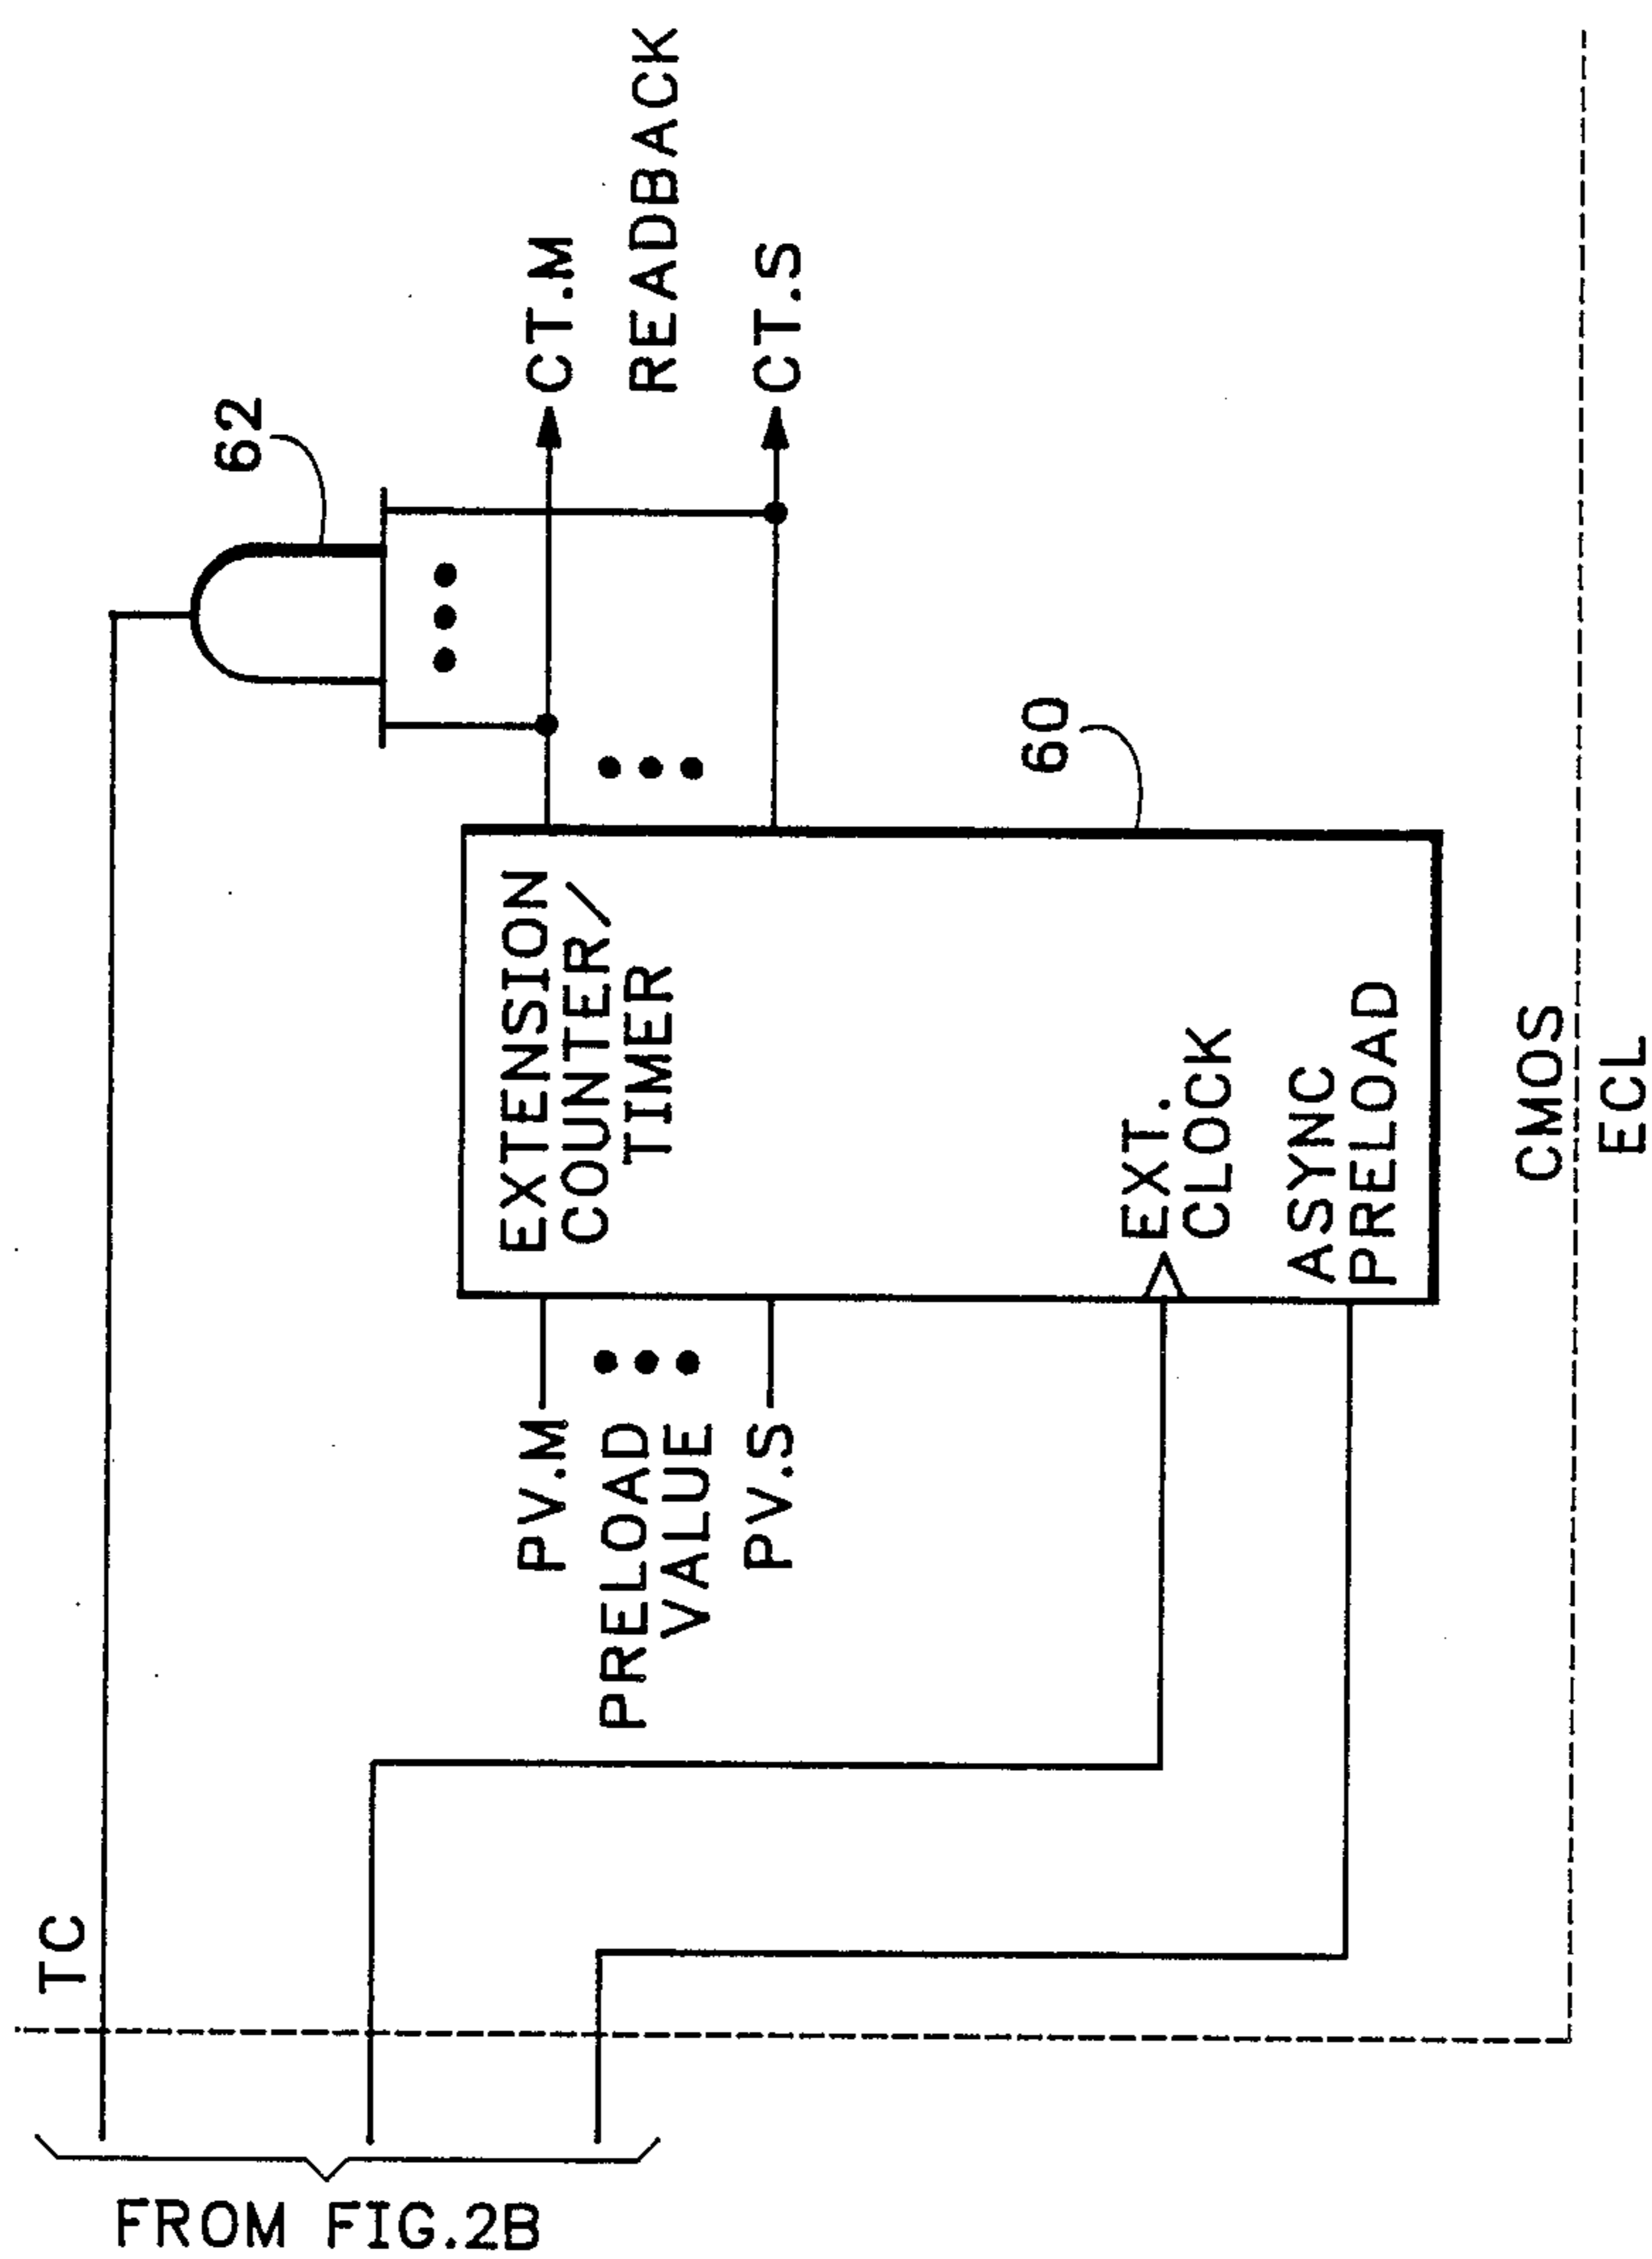 TC
62
CT.M
READBACK
CT.S
EXTENSION
COUNTER/
TIMER
60
PV.M
PRELOAD
VALUE
PV.S
EXT.
CLOCK
ASYNC
PRELOAD
CMOS
ECL
FROM FIG.2B